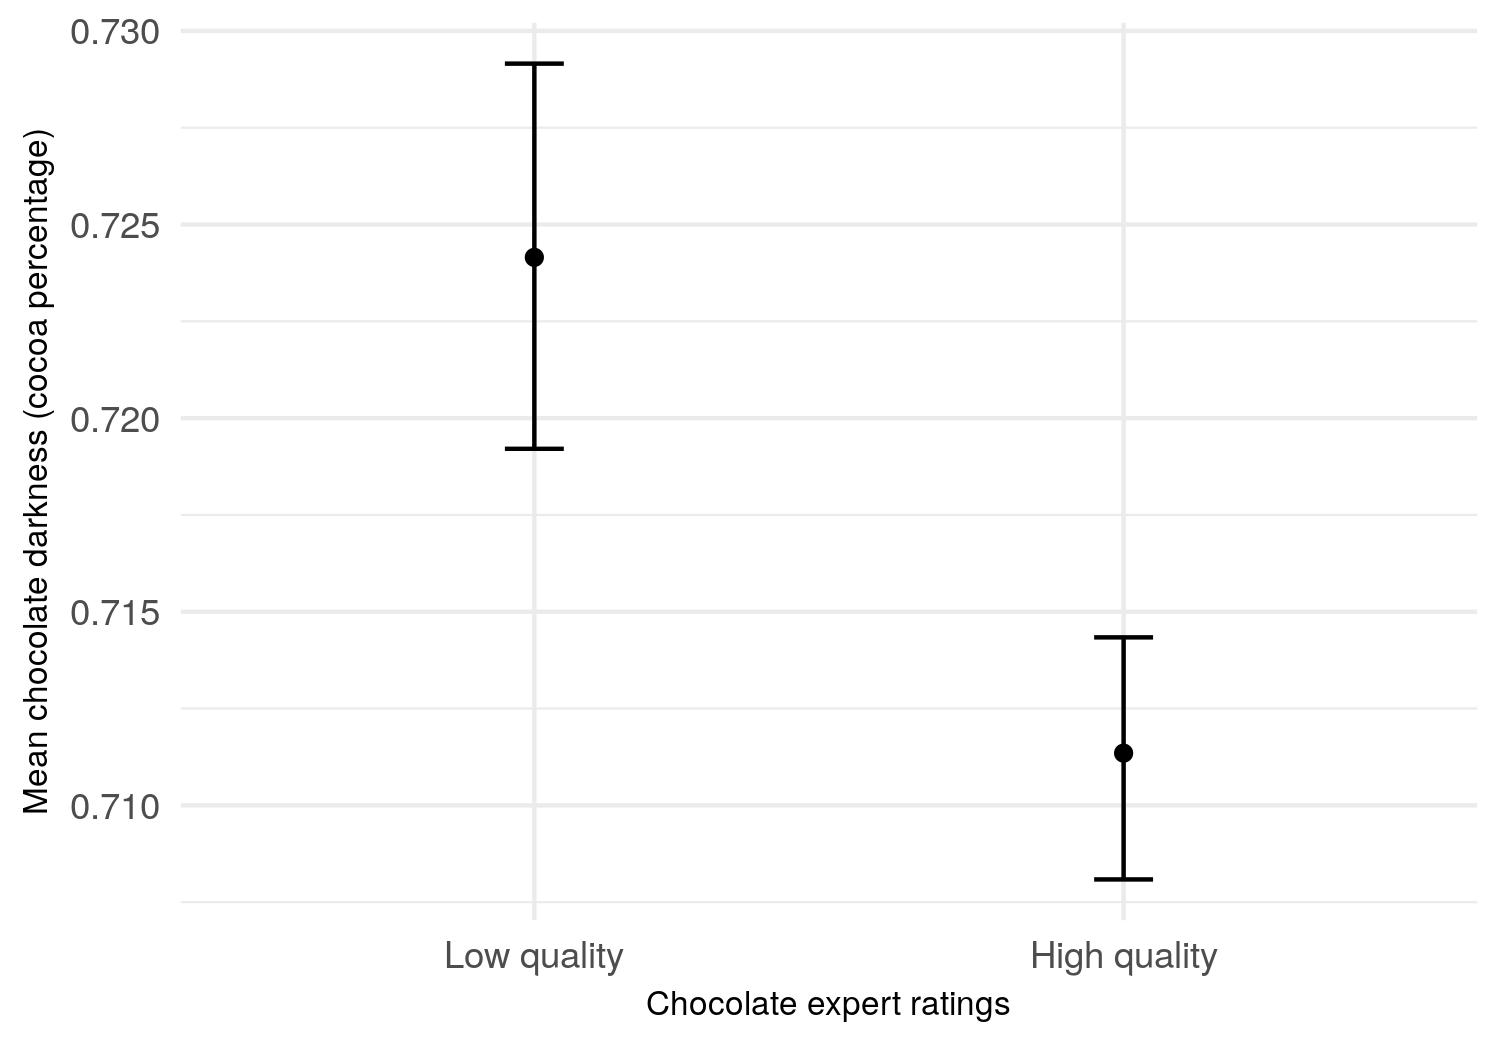 Mean chocolate darkness (cocoa percentage)
0.730
0.725
0.720
0.715
0.710
Low quality
High quality
Chocolate expert ratings